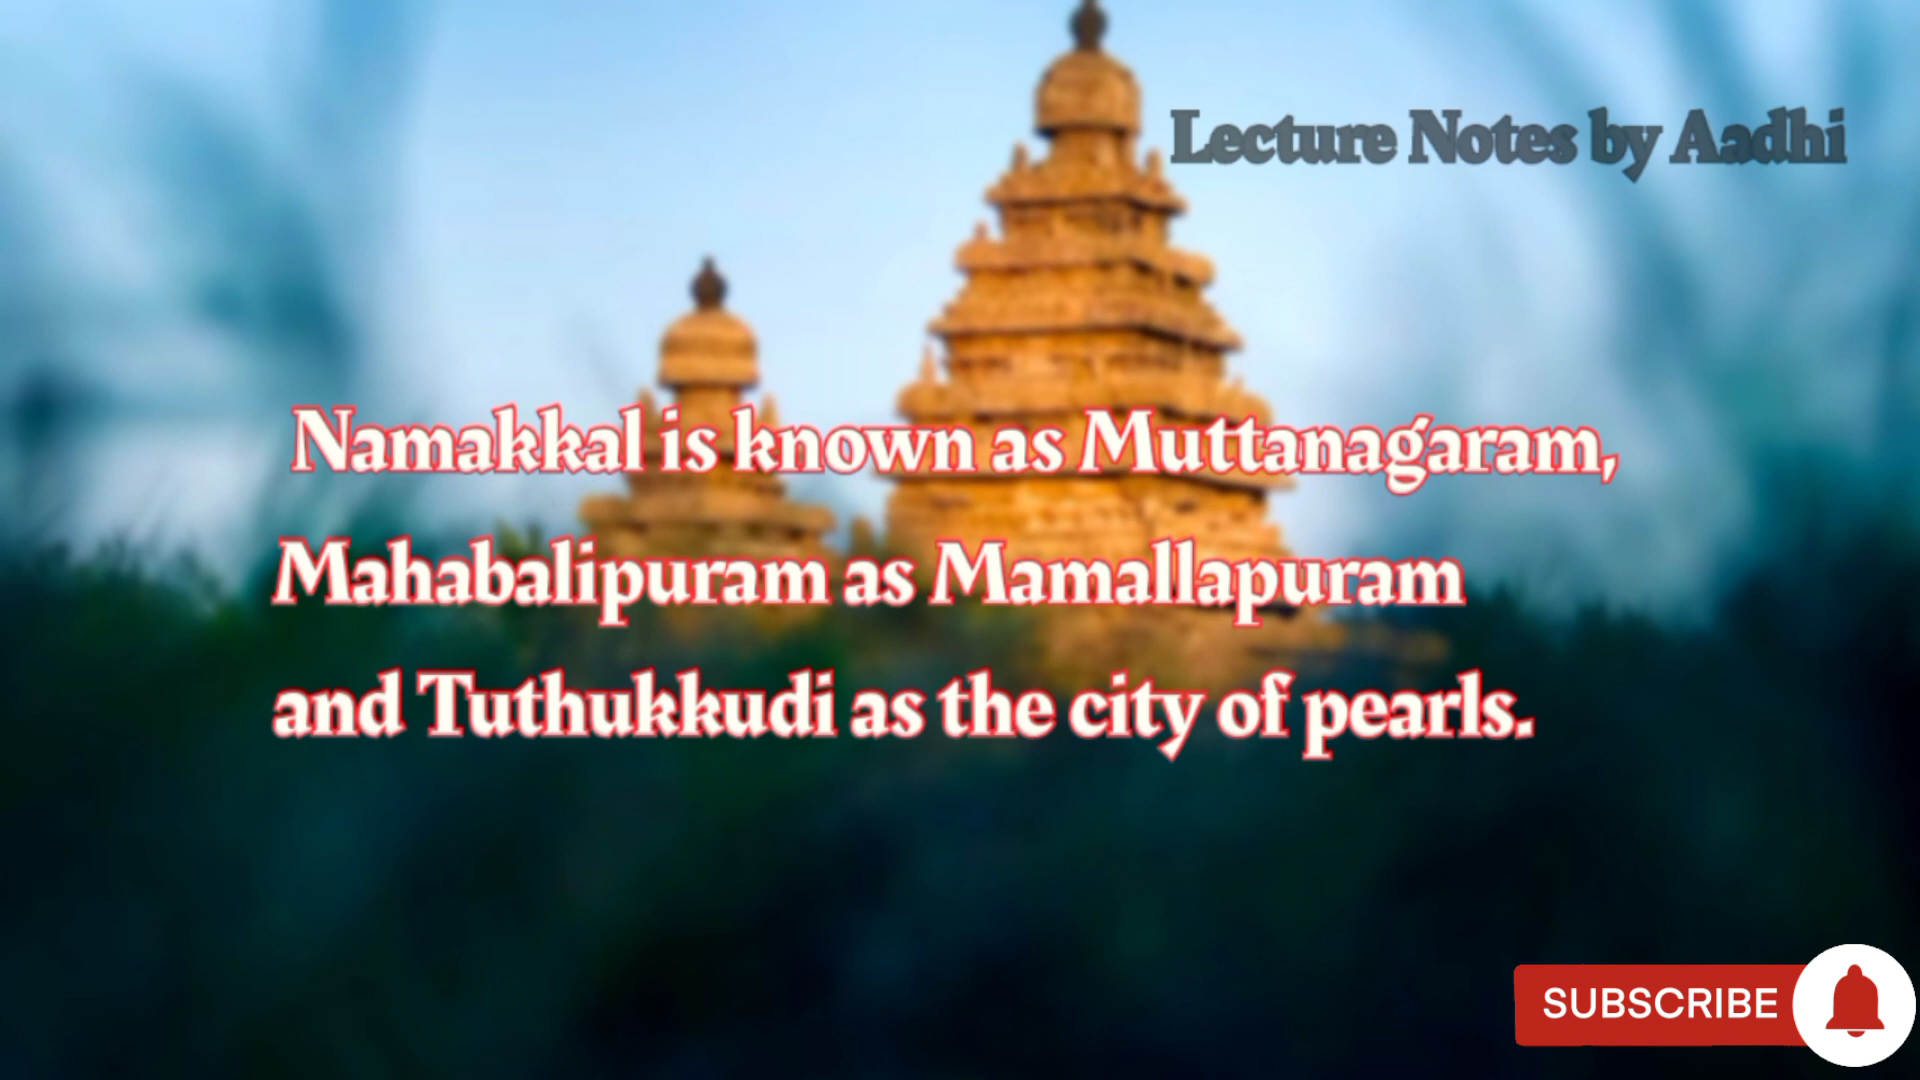 Lecture Notes by Aadhi
Namakkal is known as Muttanagaram,
Mahabalipuram as Mamallapuram
and Tuthukkudi as the city of pearls.
SUBSCRIBE